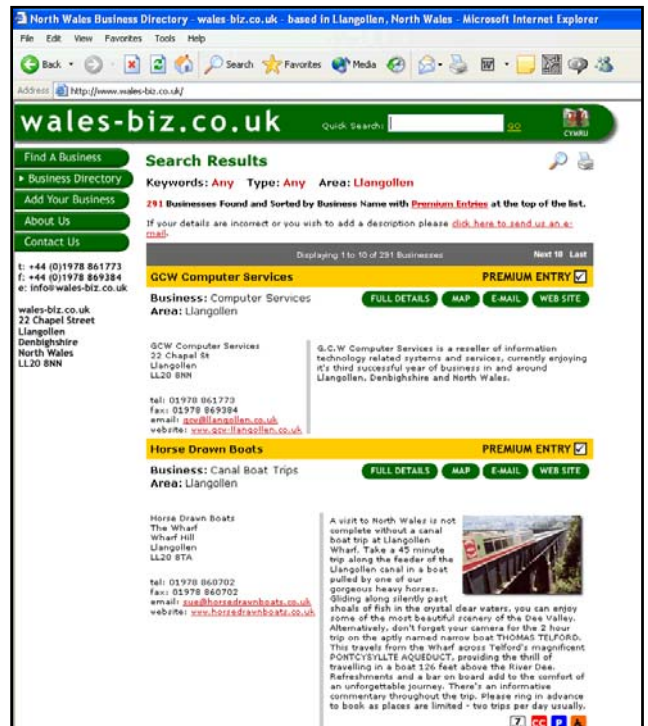 North Wales Business Directory - wales-biz.co.uk - based in Llangollen, North Wales - Microsoft Internet Explorer
File Edit View Favorites Tools Help
Back Search Favorites Media
Address http://www.wales-biz.co.uk/
wales-biz.co.uk Quick Search: GO CYMRU
Find A Business
Business Directory
Add Your Business
About Us
Contact Us
t: +44 (0)1978 861773
f: +44 (0)1978 869384
e: info@wales-biz.co.uk
wales-biz.co.uk
22 Chapel Street
Llangollen
Denbighshire
North Wales
LL20 8NN
Search Results
Keywords: Any Type: Any Area: Llangollen
291 Businesses Found and Sorted by Business Name with Premium Entries at the top of the list.
If your details are incorrect or you wish to add a description please click here to send us an e-
mail.
Displaying 1 to 10 of 291 Businesses Next 10 Last
GCW Computer Services PREMIUM ENTRY
Business: Computer Services FULL DETAILS MAP E-MAIL WEB SITE
Area: Llangollen
GCW Computer Services
22 Chapel St
Llangollen
LL20 8NN
tel: 01978 861773
fax: 01978 869384
email: gcw@llangollen.co.uk
website: www.gcw-llangollen.co.uk
G.C.W Computer Services is a reseller of information
technology related systems and services, currently enjoying
it's third successful year of business in and around
Llangollen, Denbighshire and North Wales.
Horse Drawn Boats PREMIUM ENTRY
Business: Canal Boat Trips FULL DETAILS MAP E-MAIL WEB SITE
Area: Llangollen
Horse Drawn Boats
The Wharf
Wharf Hill
Llangollen
LL20 8TA
tel: 01978 860702
fax: 01978 860702
email: sue@horsedrawnboats.co.uk
website: www.horsedrawnboats.co.uk
A visit to North Wales is not
complete without a canal
boat trip at Llangollen
Wharf. Take a 45 minute
trip along the feeder of the
Llangollen canal in a boat
pulled by one of our
gorgeous heavy horses.
Gliding along silently past
shoals of fish in the crystal clear waters, you can enjoy
some of the most beautiful scenery of the Dee Valley.
Alternatively, don't forget your camera for the 2 hour
trip on the aptly named narrow boat THOMAS TELFORD.
This travels from the Wharf across Telford's magnificent
PONTCYSYLLTE AQUEDUCT, providing the thrill of
travelling in a boat 126 feet above the River Dee.
Refreshments and a bar on board add to the comfort of
an unforgettable journey. There's an informative
commentary throughout the trip. Please ring in advance
to book as places are limited - two trips per day usually.
7 CC P